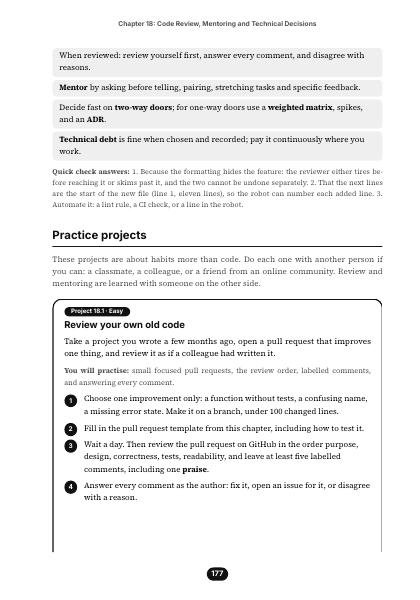 Chapter 18: Code Review, Mentoring and Technical Decisions
When reviewed: review yourself first, answer every comment, and disagree with
reasons.
Mentor by asking before telling, pairing, stretching tasks and specific feedback.
Decide fast on two-way doors; for one-way doors use a weighted matrix, spikes,
and an ADR.
Technical debt is fine when chosen and recorded; pay it continuously where you
work.
Quick check answers: 1. Because the formatting hides the feature: the reviewer either tires be-
fore reaching it or skims past it, and the two cannot be undone separately. 2. That the next lines
are the start of the new file (line 1, eleven lines), so the robot can number each added line. 3.
Automate it: a lint rule, a CI check, or a line in the robot.
Practice projects
These projects are about habits more than code. Do each one with another person if
you can: a classmate, a colleague, or a friend from an online community. Review and
mentoring are learned with someone on the other side.
Project 18.1 · Easy
Review your own old code
Take a project you wrote a few months ago, open a pull request that improves
one thing, and review it as if a colleague had written it.
You will practise: small focused pull requests, the review order, labelled comments,
and answering every comment.
1 Choose one improvement only: a function without tests, a confusing name,
a missing error state. Make it on a branch, under 100 changed lines.
2 Fill in the pull request template from this chapter, including how to test it.
3 Wait a day. Then review the pull request on GitHub in the order purpose,
design, correctness, tests, readability, and leave at least five labelled
comments, including one praise.
4 Answer every comment as the author: fix it, open an issue for it, or disagree
with a reason.
177